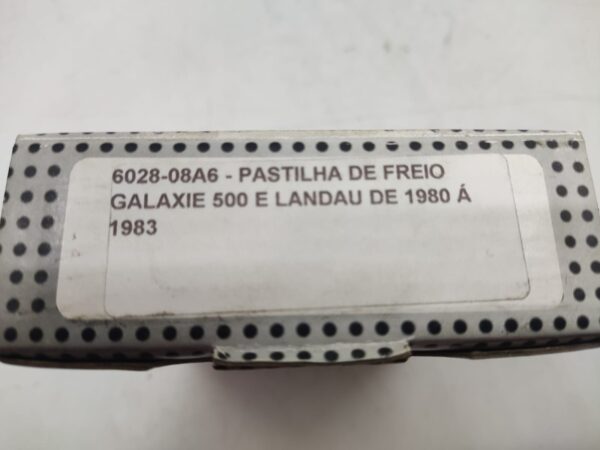 6028-08A6 - PASTILHA DE FREIO
GALAXIE 500 E LANDAU DE 1980 Á
1983